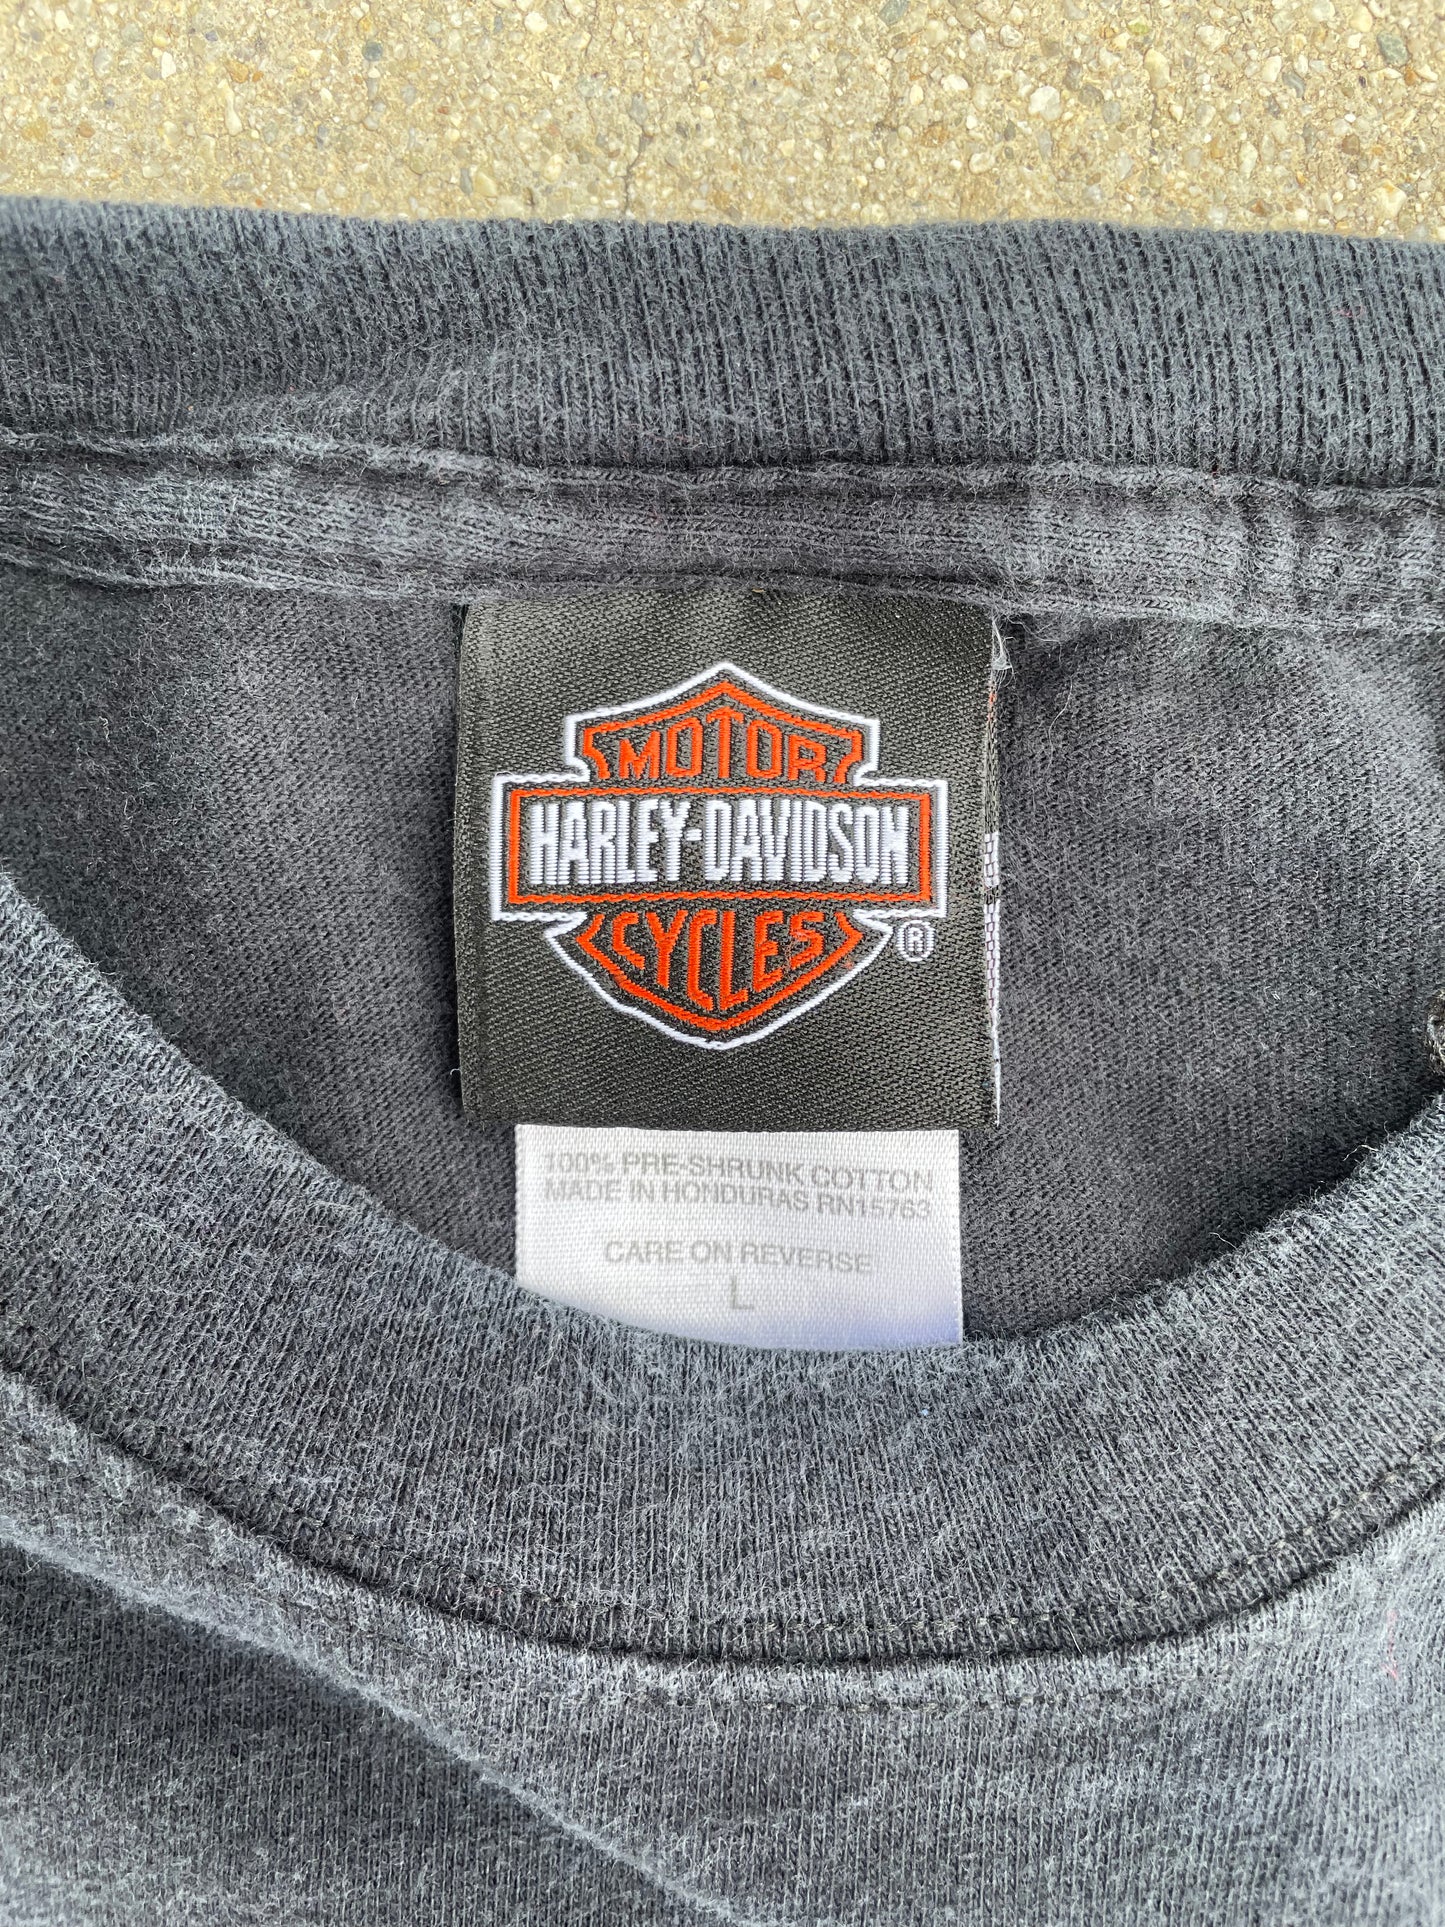 MOTOR
HARLEY-DAVIDSON
CYCLES ®
100% PRE-SHRUNK COTTON
MADE IN HONDURAS RN15763
CARE ON REVERSE
L